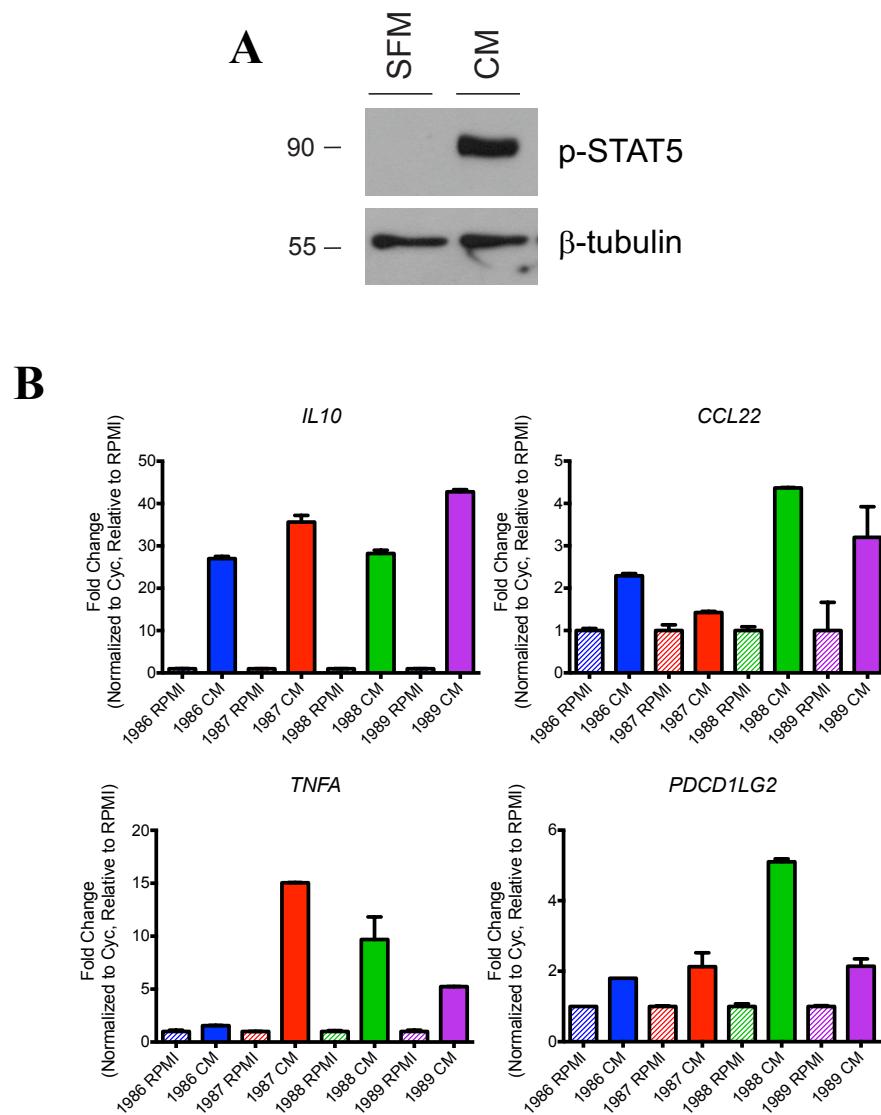 A
SFM
CM
90
p-STAT5
55
β-tubulin
B
IL10
Fold Change
(Normalized to Cyc, Relative to RPMI)
50
40
30
20
10
0
1986 RPMI
1986 CM
1987 RPMI
1987 CM
1988 RPMI
1988 CM
1989 RPMI
1989 CM
CCL22
Fold Change
(Normalized to Cyc, Relative to RPMI)
5
4
3
2
1
0
1986 RPMI
1986 CM
1987 RPMI
1987 CM
1988 RPMI
1988 CM
1989 RPMI
1989 CM
TNFA
Fold Change
(Normalized to Cyc, Relative to RPMI)
20
15
10
5
0
1986 RPMI
1986 CM
1987 RPMI
1987 CM
1988 RPMI
1988 CM
1989 RPMI
1989 CM
PDCD1LG2
Fold Change
(Normalized to Cyc, Relative to RPMI)
6
4
2
0
1986 RPMI
1986 CM
1987 RPMI
1987 CM
1988 RPMI
1988 CM
1989 RPMI
1989 CM